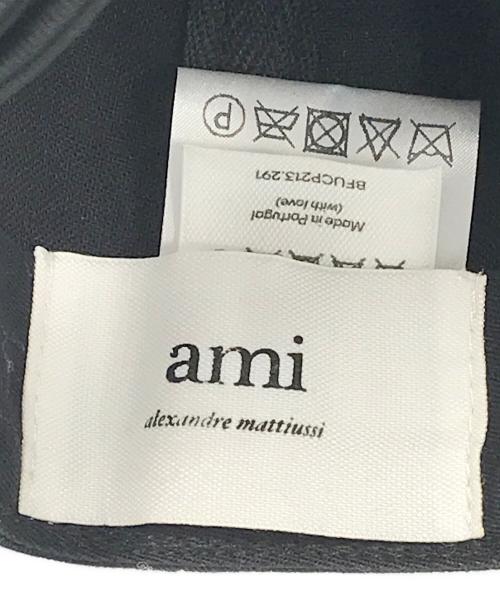 ami
alexandre mattiussi
Made in Portugal
(with love)
BFUCP213.291
P